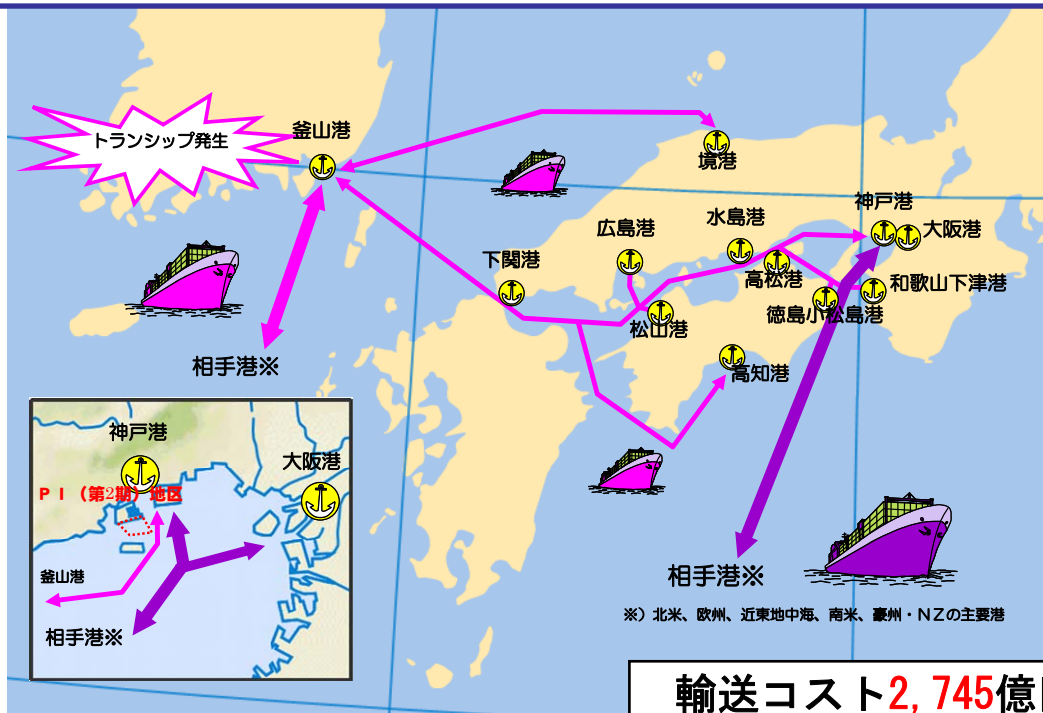 トランシップ発生
釜山港
境港
神戸港
大阪港
水島港
広島港
下関港
高松港
和歌山下津港
徳島小松島港
松山港
高知港
相手港※
神戸港
大阪港
ＰＩ（第2期）地区
釜山港
相手港※
相手港※
※）北米、欧州、近東地中海、南米、豪州・ＮＺの主要港
輸送コスト2,745億